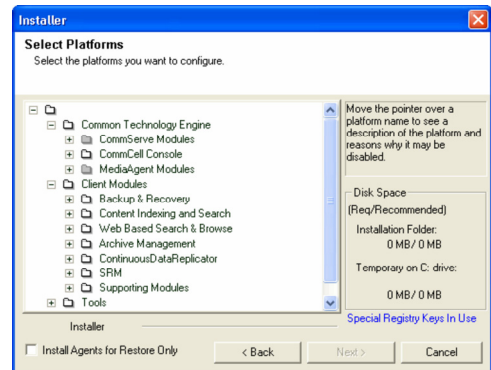 Installer
Select Platforms
Select the platforms you want to configure.
Common Technology Engine
CommServe Modules
CommCell Console
MediaAgent Modules
Client Modules
Backup & Recovery
Content Indexing and Search
Web Based Search & Browse
Archive Management
ContinuousDataReplicator
SRM
Supporting Modules
Tools
Move the pointer over a
platform name to see a
description of the platform and
reasons why it may be
disabled.
Disk Space
(Req/Recommended)
Installation Folder:
0 MB/ 0 MB
Temporary on C: drive:
0 MB/ 0 MB
Special Registry Keys In Use
Installer
Install Agents for Restore Only
< Back
Next >
Cancel